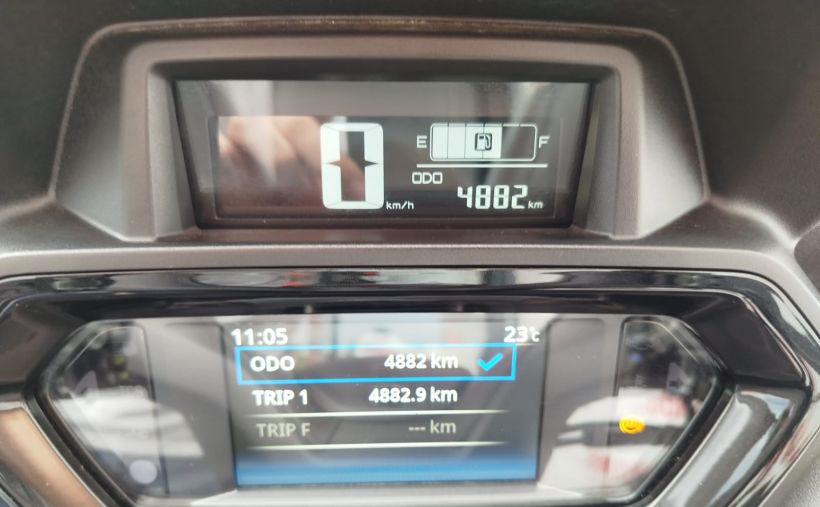 0 km/h
E F
ODO
4882 km
11:05 23°c
ODO 4882 km
TRIP 1 4882.9 km
TRIP F --- km